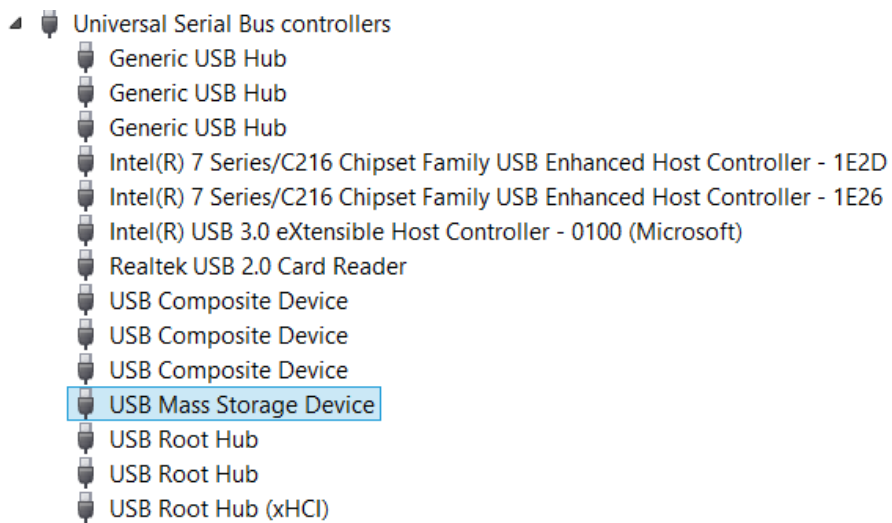 Universal Serial Bus controllers
Generic USB Hub
Generic USB Hub
Generic USB Hub
Intel(R) 7 Series/C216 Chipset Family USB Enhanced Host Controller - 1E2D
Intel(R) 7 Series/C216 Chipset Family USB Enhanced Host Controller - 1E26
Intel(R) USB 3.0 eXtensible Host Controller - 0100 (Microsoft)
Realtek USB 2.0 Card Reader
USB Composite Device
USB Composite Device
USB Composite Device
USB Mass Storage Device
USB Root Hub
USB Root Hub
USB Root Hub (xHCI)